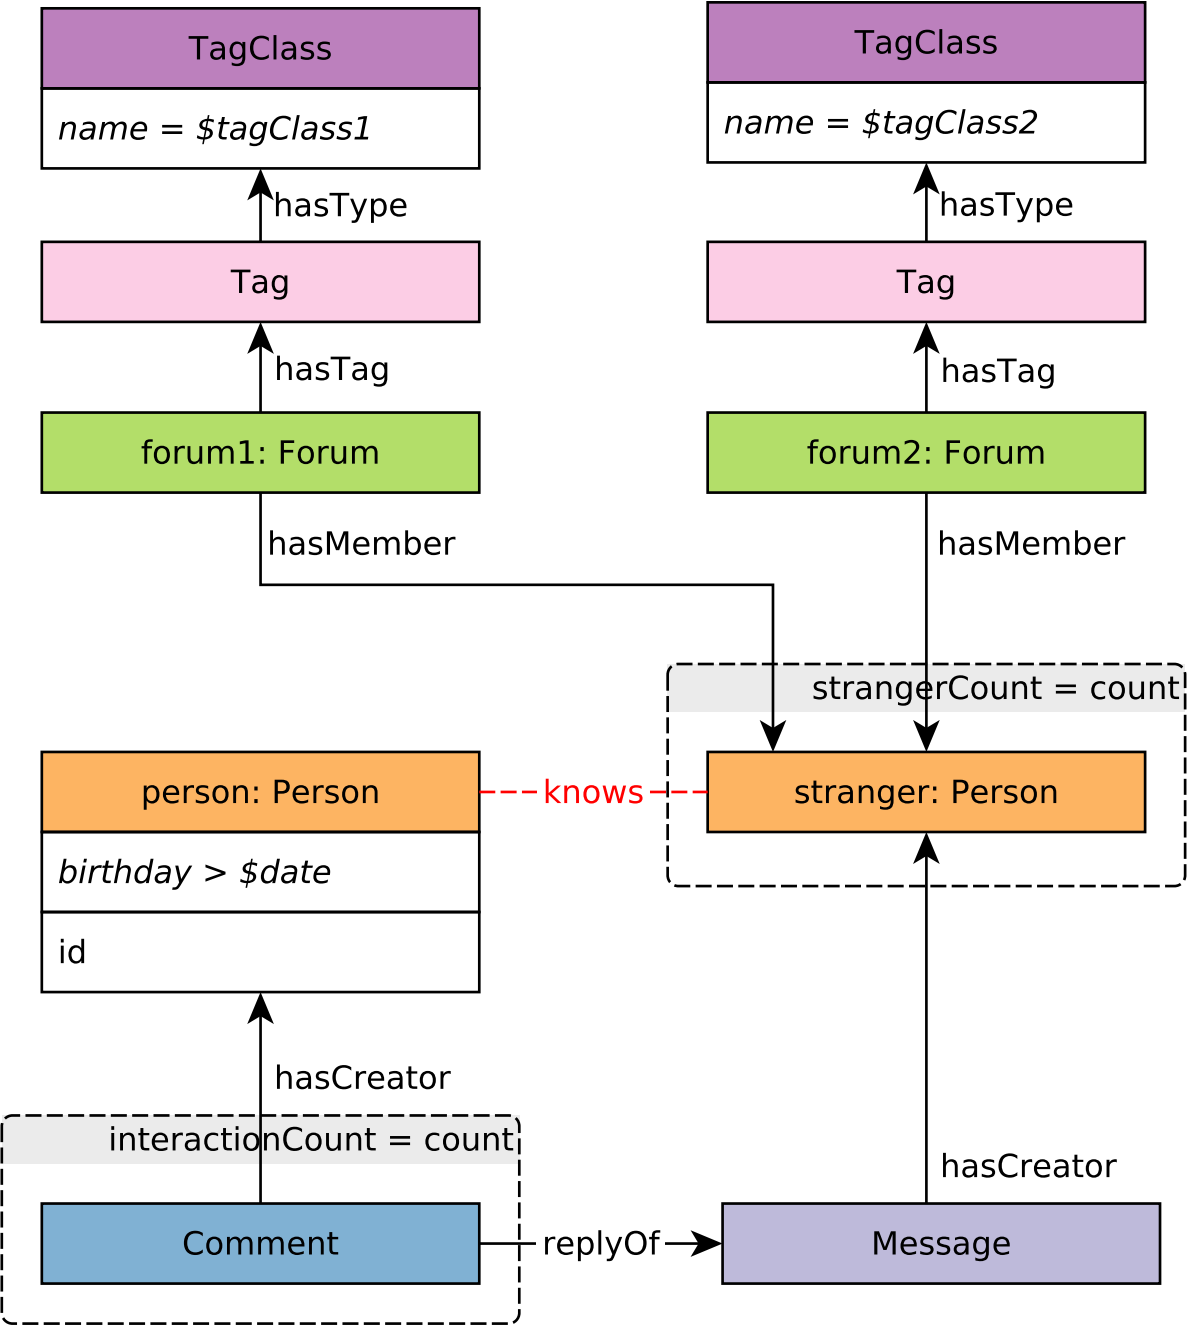 TagClass
name = $tagClass1
hasType
Tag
hasTag
forum1: Forum
hasMember
TagClass
name = $tagClass2
hasType
Tag
hasTag
forum2: Forum
hasMember
strangerCount = count
person: Person
knows
stranger: Person
birthday > $date
id
hasCreator
interactionCount = count
hasCreator
Comment
replyOf
Message